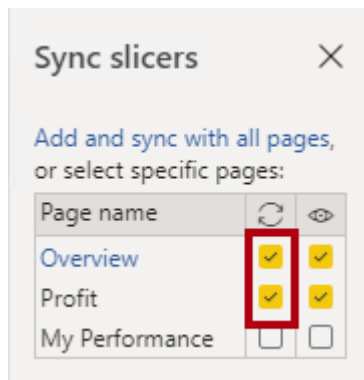 Sync slicers
Add and sync with all pages,
or select specific pages:
Page name
Overview
Profit
My Performance